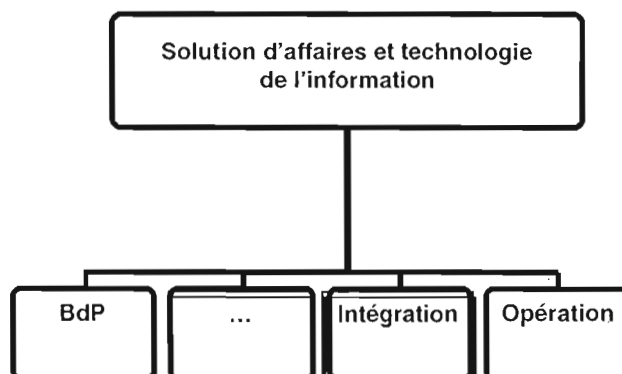 Solution d'affaires et technologie
de l'information
BdP
...
Intégration
Opération